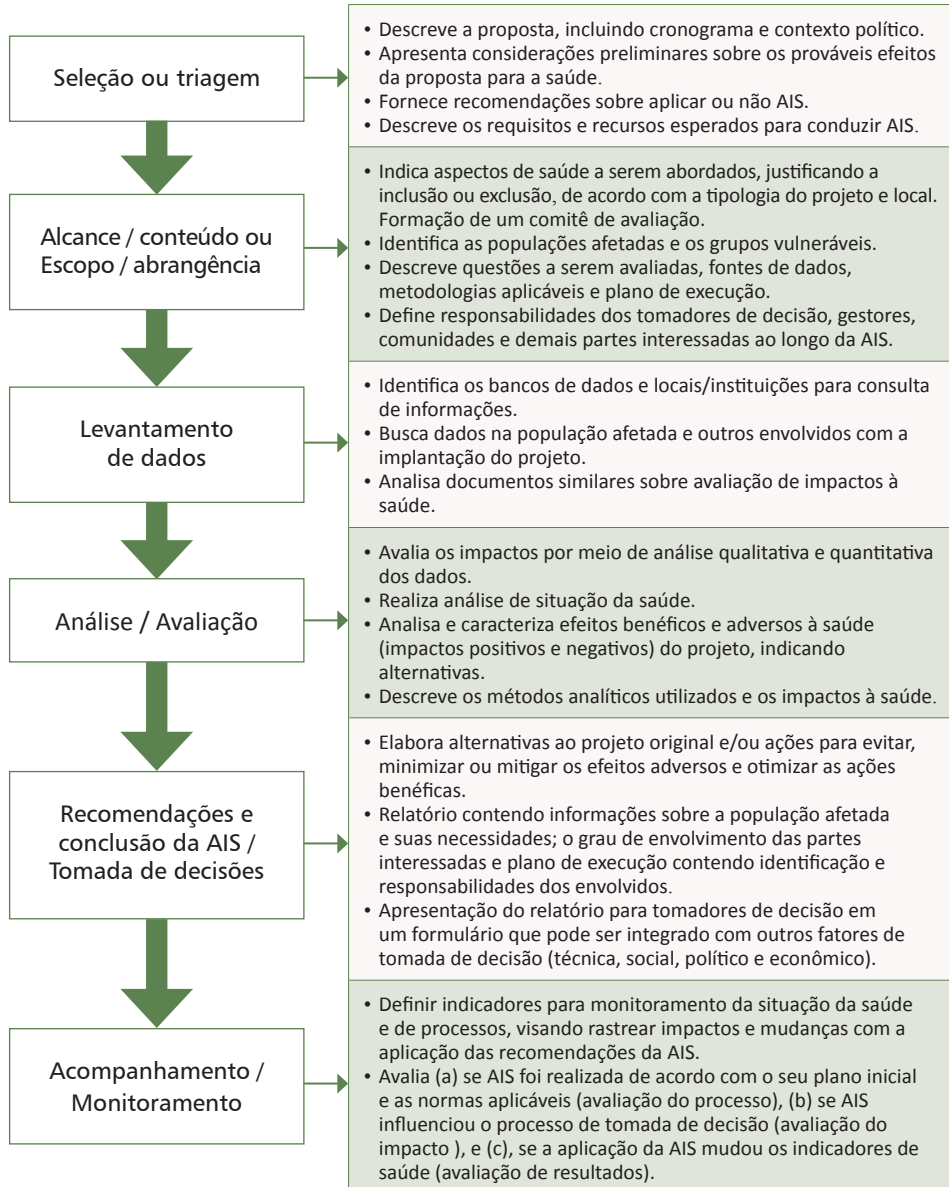 Seleção ou triagem
• Descreve a proposta, incluindo cronograma e contexto político.
• Apresenta considerações preliminares sobre os prováveis efeitos
da proposta para a saúde.
• Fornece recomendações sobre aplicar ou não AIS.
• Descreve os requisitos e recursos esperados para conduzir AIS.
Alcance / conteúdo ou
Escopo / abrangência
• Indica aspectos de saúde a serem abordados, justificando a
inclusão ou exclusão, de acordo com a tipologia do projeto e local.
Formação de um comitê de avaliação.
• Identifica as populações afetadas e os grupos vulneráveis.
• Descreve questões a serem avaliadas, fontes de dados,
metodologias aplicáveis e plano de execução.
• Define responsabilidades dos tomadores de decisão, gestores,
comunidades e demais partes interessadas ao longo da AIS.
Levantamento
de dados
• Identifica os bancos de dados e locais/instituições para consulta
de informações.
• Busca dados na população afetada e outros envolvidos com a
implantação do projeto.
• Analisa documentos similares sobre avaliação de impactos à
saúde.
Análise / Avaliação
• Avalia os impactos por meio de análise qualitativa e quantitativa
dos dados.
• Realiza análise de situação da saúde.
• Analisa e caracteriza efeitos benéficos e adversos à saúde
(impactos positivos e negativos) do projeto, indicando
alternativas.
• Descreve os métodos analíticos utilizados e os impactos à saúde.
Recomendações e
conclusão da AIS /
Tomada de decisões
• Elabora alternativas ao projeto original e/ou ações para evitar,
minimizar ou mitigar os efeitos adversos e otimizar as ações
benéficas.
• Relatório contendo informações sobre a população afetada
e suas necessidades; o grau de envolvimento das partes
interessadas e plano de execução contendo identificação e
responsabilidades dos envolvidos.
• Apresentação do relatório para tomadores de decisão em
um formulário que pode ser integrado com outros fatores de
tomada de decisão (técnica, social, político e econômico).
Acompanhamento /
Monitoramento
• Definir indicadores para monitoramento da situação da saúde
e de processos, visando rastrear impactos e mudanças com a
aplicação das recomendações da AIS.
• Avalia (a) se AIS foi realizada de acordo com o seu plano inicial
e as normas aplicáveis (avaliação do processo), (b) se AIS
influenciou o processo de tomada de decisão (avaliação do
impacto ), e (c), se a aplicação da AIS mudou os indicadores de
saúde (avaliação de resultados).